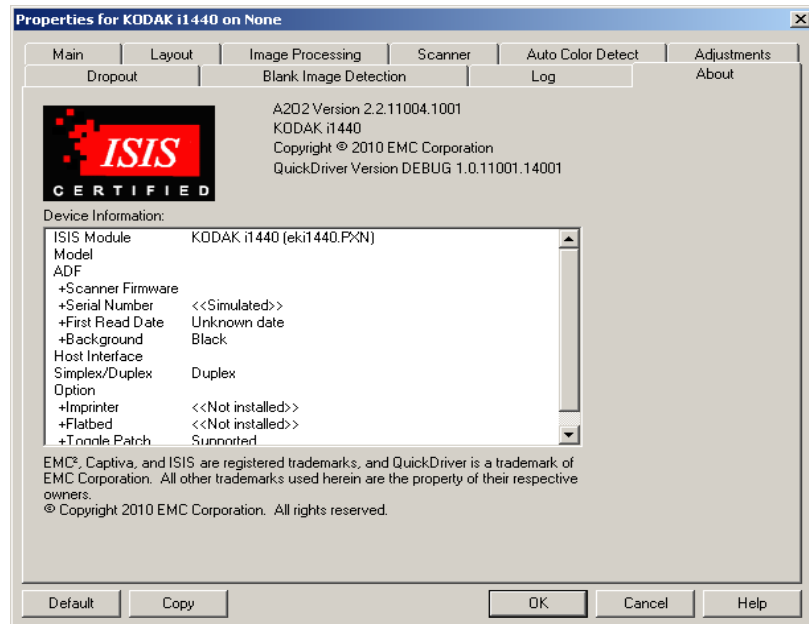 Properties for KODAK i1440 on None
Main Layout Image Processing Scanner Auto Color Detect Adjustments
Dropout Blank Image Detection Log About
ISIS
CERTIFIED
A2O2 Version 2.2.11004.1001
KODAK i1440
Copyright © 2010 EMC Corporation
QuickDriver Version DEBUG 1.0.11001.14001
Device Information:
ISIS Module KODAK i1440 (eki1440.PXN)
Model
ADF
+Scanner Firmware
+Serial Number <<Simulated>>
+First Read Date Unknown date
+Background Black
Host Interface
Simplex/Duplex Duplex
Option
+Imprinter <<Not installed>>
+Flatbed <<Not installed>>
+Toggle Patch Supported
EMC², Captiva, and ISIS are registered trademarks, and QuickDriver is a trademark of
EMC Corporation. All other trademarks used herein are the property of their respective
owners.
© Copyright 2010 EMC Corporation. All rights reserved.
Default Copy OK Cancel Help